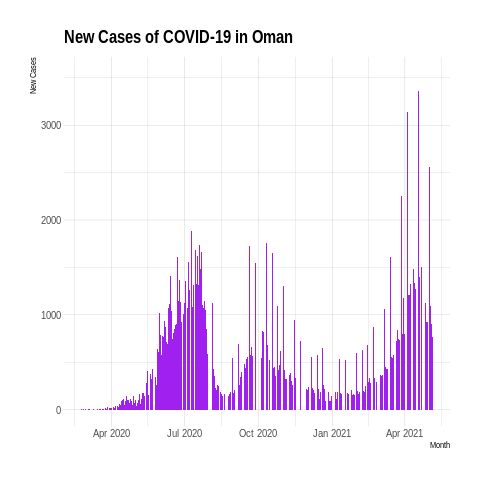 New Cases of COVID-19 in Oman
New Cases
3000
2000
1000
0
Apr 2020 Jul 2020 Oct 2020 Jan 2021 Apr 2021
Month